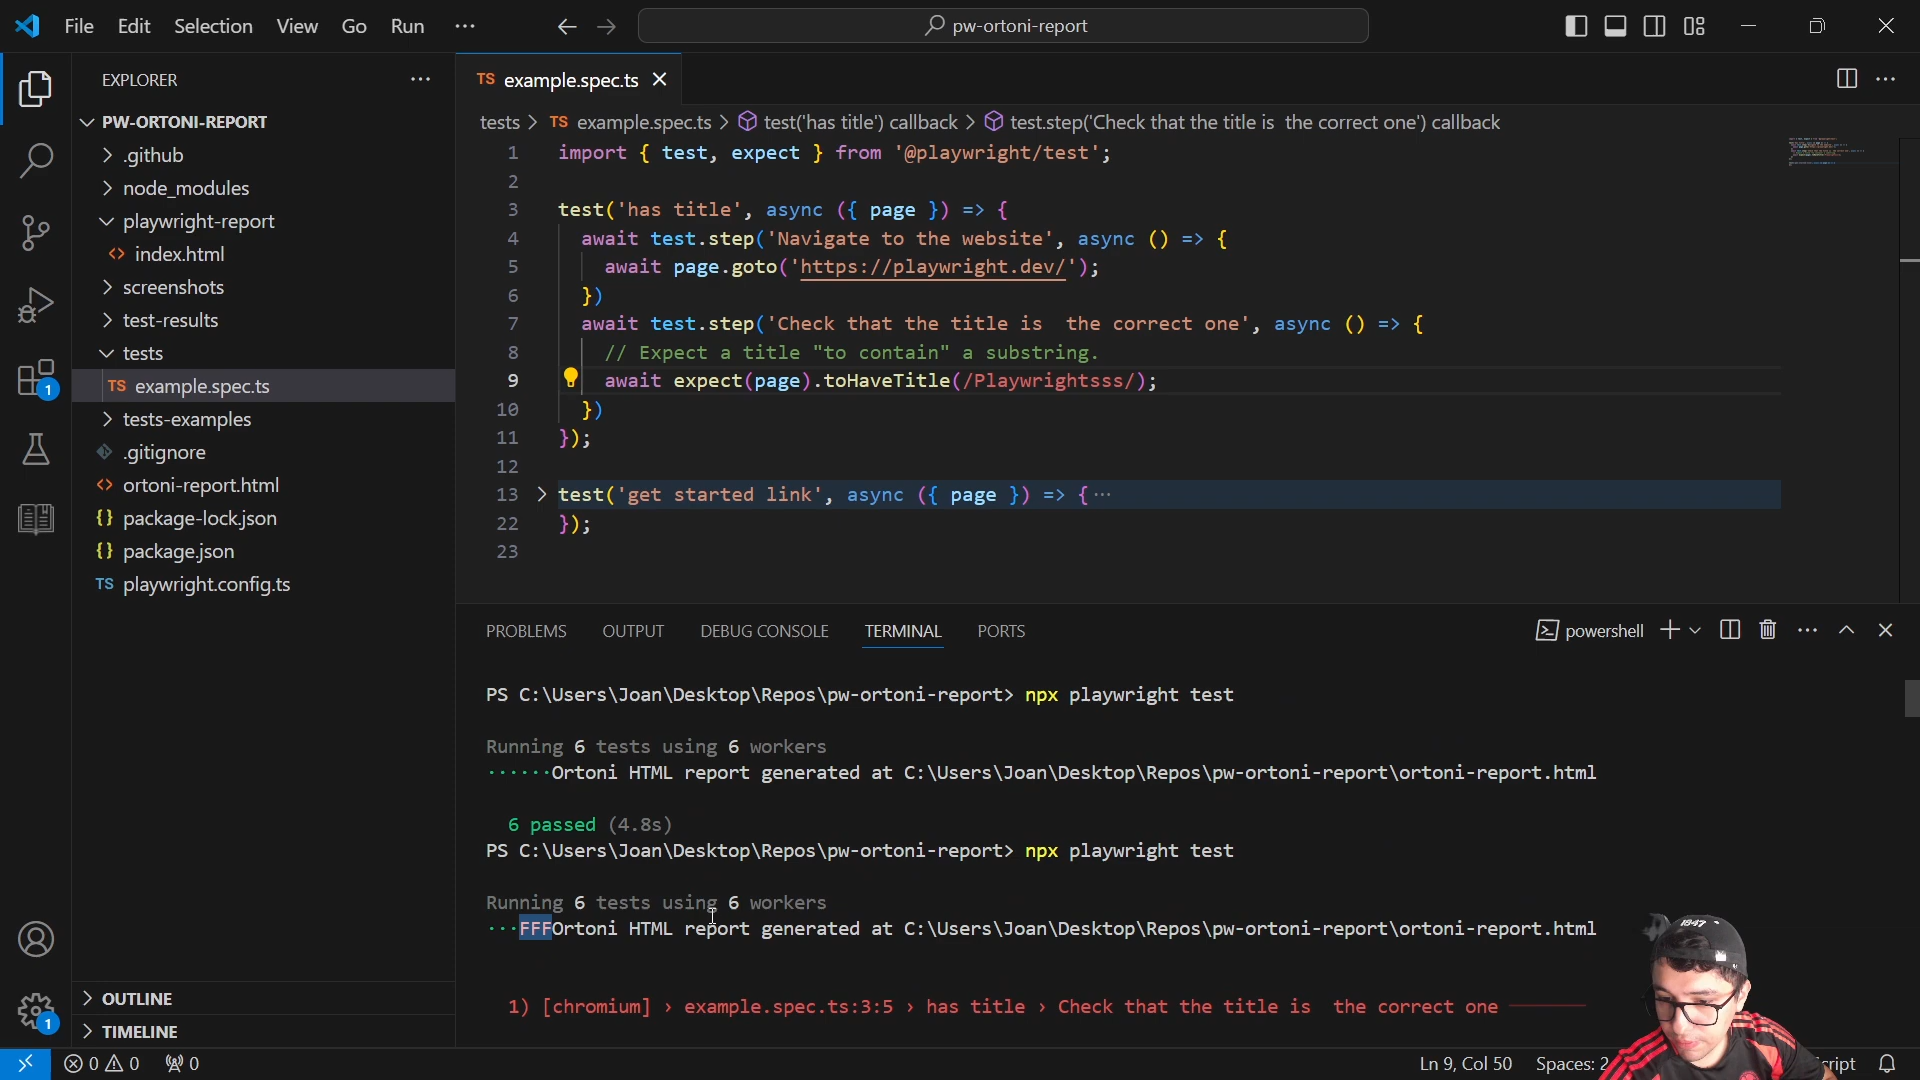 File Edit Selection View Go Run ··· pw-ortoni-report
EXPLORER ···
PW-ORTONI-REPORT
.github
node_modules
playwright-report
<> index.html
screenshots
test-results
tests
TS example.spec.ts
tests-examples
.gitignore
<> ortoni-report.html
{} package-lock.json
{} package.json
TS playwright.config.ts
OUTLINE
TIMELINE
TS example.spec.ts
tests > TS example.spec.ts > test('has title') callback > test.step('Check that the title is  the correct one') callback
1 import { test, expect } from '@playwright/test';
2
3 test('has title', async ({ page }) => {
4 await test.step('Navigate to the website', async () => {
5 await page.goto('https://playwright.dev/');
6 })
7 await test.step('Check that the title is  the correct one', async () => {
8 // Expect a title "to contain" a substring.
9 await expect(page).toHaveTitle(/Playwrightsss/);
10 })
11 });
12
13 > test('get started link', async ({ page }) => {···
22 });
23
PROBLEMS OUTPUT DEBUG CONSOLE TERMINAL PORTS powershell
PS C:\Users\Joan\Desktop\Repos\pw-ortoni-report> npx playwright test
Running 6 tests using 6 workers
······Ortoni HTML report generated at C:\Users\Joan\Desktop\Repos\pw-ortoni-report\ortoni-report.html
6 passed (4.8s)
PS C:\Users\Joan\Desktop\Repos\pw-ortoni-report> npx playwright test
Running 6 tests using 6 workers
···FFFOrtoni HTML report generated at C:\Users\Joan\Desktop\Repos\pw-ortoni-report\ortoni-report.html
1) [chromium] › example.spec.ts:3:5 › has title › Check that the title is  the correct one
1847
1
1
0 0 0
Ln 9, Col 50 Spaces: 2